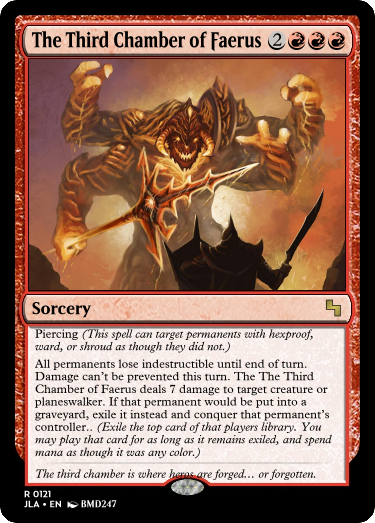 The Third Chamber of Faerus 2
Sorcery
Piercing (This spell can target permanents with hexproof,
ward, or shroud as though they did not.)
All permanents lose indestructible until end of turn.
Damage can't be prevented this turn. The The Third
Chamber of Faerus deals 7 damage to target creature or
planeswalker. If that permanent would be put into a
graveyard, exile it instead and conquer that permanent's
controller.. (Exile the top card of that players library. You
may play that card for as long as it remains exiled, and spend
mana as though it was any color.)
The third chamber is where heros are forged... or forgotten.
R 0121
JLA • EN BMD247